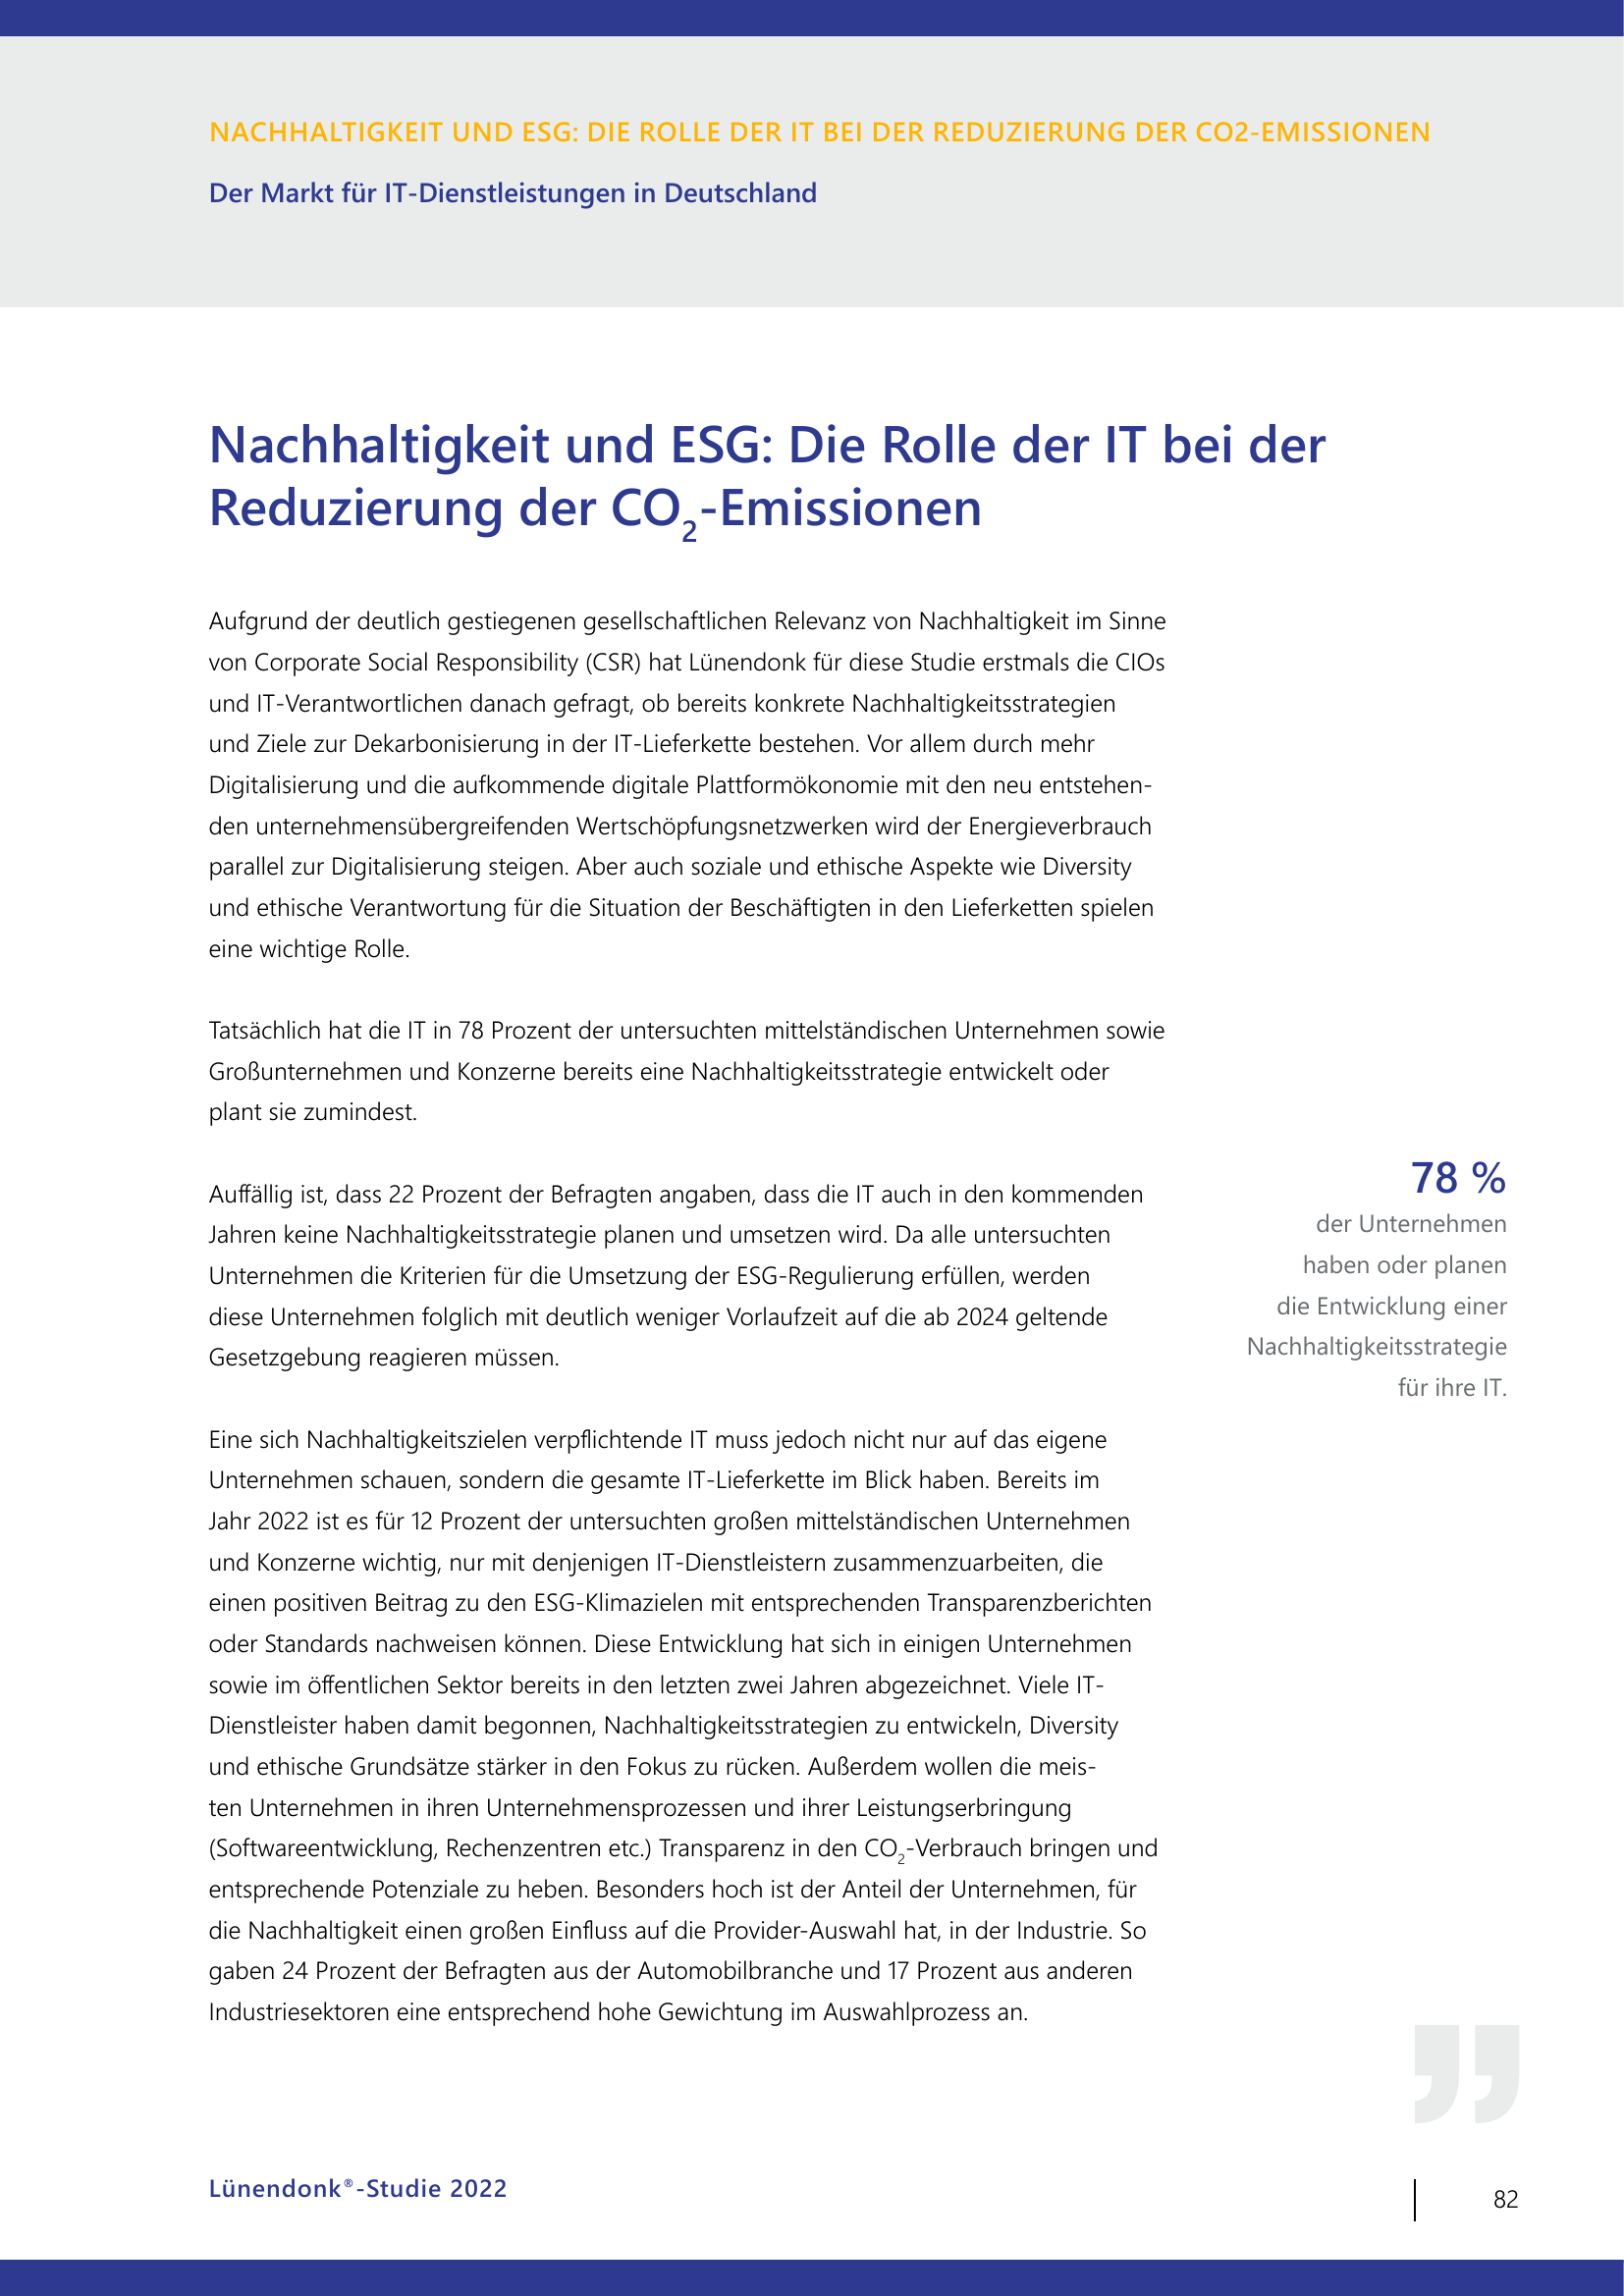 NACHHALTIGKEIT UND ESG: DIE ROLLE DER IT BEI DER REDUZIERUNG DER CO2-EMISSIONEN
Der Markt für IT-Dienstleistungen in Deutschland
Nachhaltigkeit und ESG: Die Rolle der IT bei der
Reduzierung der CO₂-Emissionen
Aufgrund der deutlich gestiegenen gesellschaftlichen Relevanz von Nachhaltigkeit im Sinne
von Corporate Social Responsibility (CSR) hat Lünendonk für diese Studie erstmals die CIOs
und IT-Verantwortlichen danach gefragt, ob bereits konkrete Nachhaltigkeitsstrategien
und Ziele zur Dekarbonisierung in der IT-Lieferkette bestehen. Vor allem durch mehr
Digitalisierung und die aufkommende digitale Plattformökonomie mit den neu entstehen-
den unternehmensübergreifenden Wertschöpfungsnetzwerken wird der Energieverbrauch
parallel zur Digitalisierung steigen. Aber auch soziale und ethische Aspekte wie Diversity
und ethische Verantwortung für die Situation der Beschäftigten in den Lieferketten spielen
eine wichtige Rolle.
Tatsächlich hat die IT in 78 Prozent der untersuchten mittelständischen Unternehmen sowie
Großunternehmen und Konzerne bereits eine Nachhaltigkeitsstrategie entwickelt oder
plant sie zumindest.
Auffällig ist, dass 22 Prozent der Befragten angaben, dass die IT auch in den kommenden
Jahren keine Nachhaltigkeitsstrategie planen und umsetzen wird. Da alle untersuchten
Unternehmen die Kriterien für die Umsetzung der ESG-Regulierung erfüllen, werden
diese Unternehmen folglich mit deutlich weniger Vorlaufzeit auf die ab 2024 geltende
Gesetzgebung reagieren müssen.
78 %
der Unternehmen
haben oder planen
die Entwicklung einer
Nachhaltigkeitsstrategie
für ihre IT.
Eine sich Nachhaltigkeitszielen verpflichtende IT muss jedoch nicht nur auf das eigene
Unternehmen schauen, sondern die gesamte IT-Lieferkette im Blick haben. Bereits im
Jahr 2022 ist es für 12 Prozent der untersuchten großen mittelständischen Unternehmen
und Konzerne wichtig, nur mit denjenigen IT-Dienstleistern zusammenzuarbeiten, die
einen positiven Beitrag zu den ESG-Klimazielen mit entsprechenden Transparenzberichten
oder Standards nachweisen können. Diese Entwicklung hat sich in einigen Unternehmen
sowie im öffentlichen Sektor bereits in den letzten zwei Jahren abgezeichnet. Viele IT-
Dienstleister haben damit begonnen, Nachhaltigkeitsstrategien zu entwickeln, Diversity
und ethische Grundsätze stärker in den Fokus zu rücken. Außerdem wollen die meis-
ten Unternehmen in ihren Unternehmensprozessen und ihrer Leistungserbringung
(Softwareentwicklung, Rechenzentren etc.) Transparenz in den CO₂-Verbrauch bringen und
entsprechende Potenziale zu heben. Besonders hoch ist der Anteil der Unternehmen, für
die Nachhaltigkeit einen großen Einfluss auf die Provider-Auswahl hat, in der Industrie. So
gaben 24 Prozent der Befragten aus der Automobilbranche und 17 Prozent aus anderen
Industriesektoren eine entsprechend hohe Gewichtung im Auswahlprozess an.
Lünendonk®-Studie 2022
82